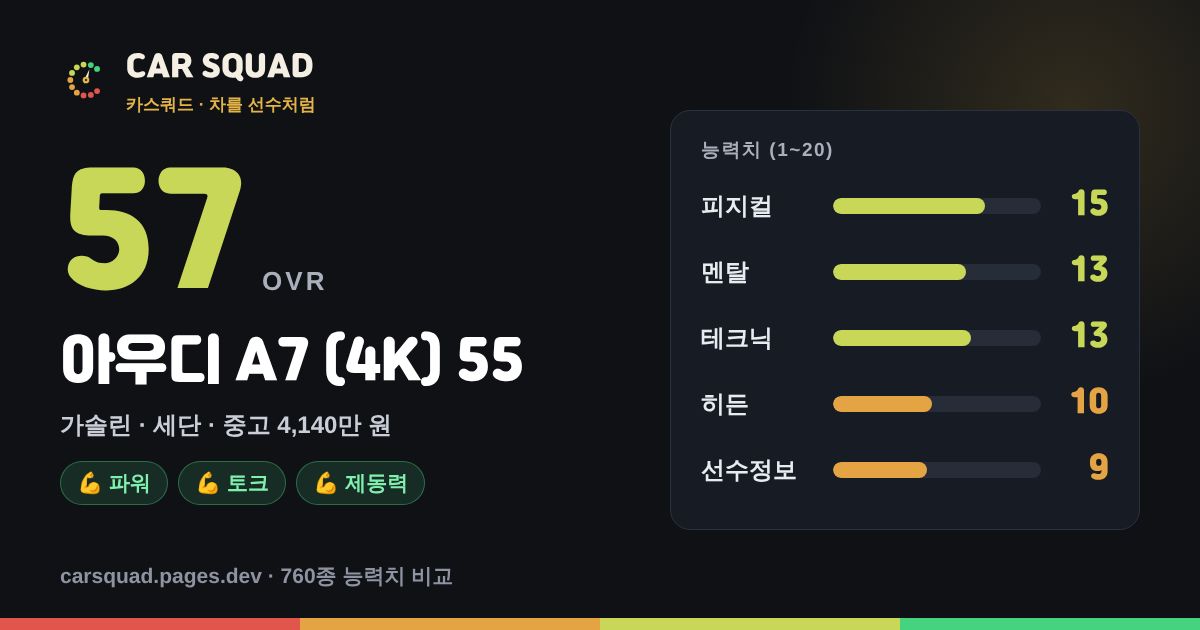 CAR SQUAD
카스쿼드 · 차를 선수처럼
57 OVR
아우디 A7 (4K) 55
가솔린 · 세단 · 중고 4,140만 원
💪 파워 💪 토크 💪 제동력
carsquad.pages.dev · 760종 능력치 비교
능력치 (1~20)
피지컬 15
멘탈 13
테크닉 13
히든 10
선수정보 9